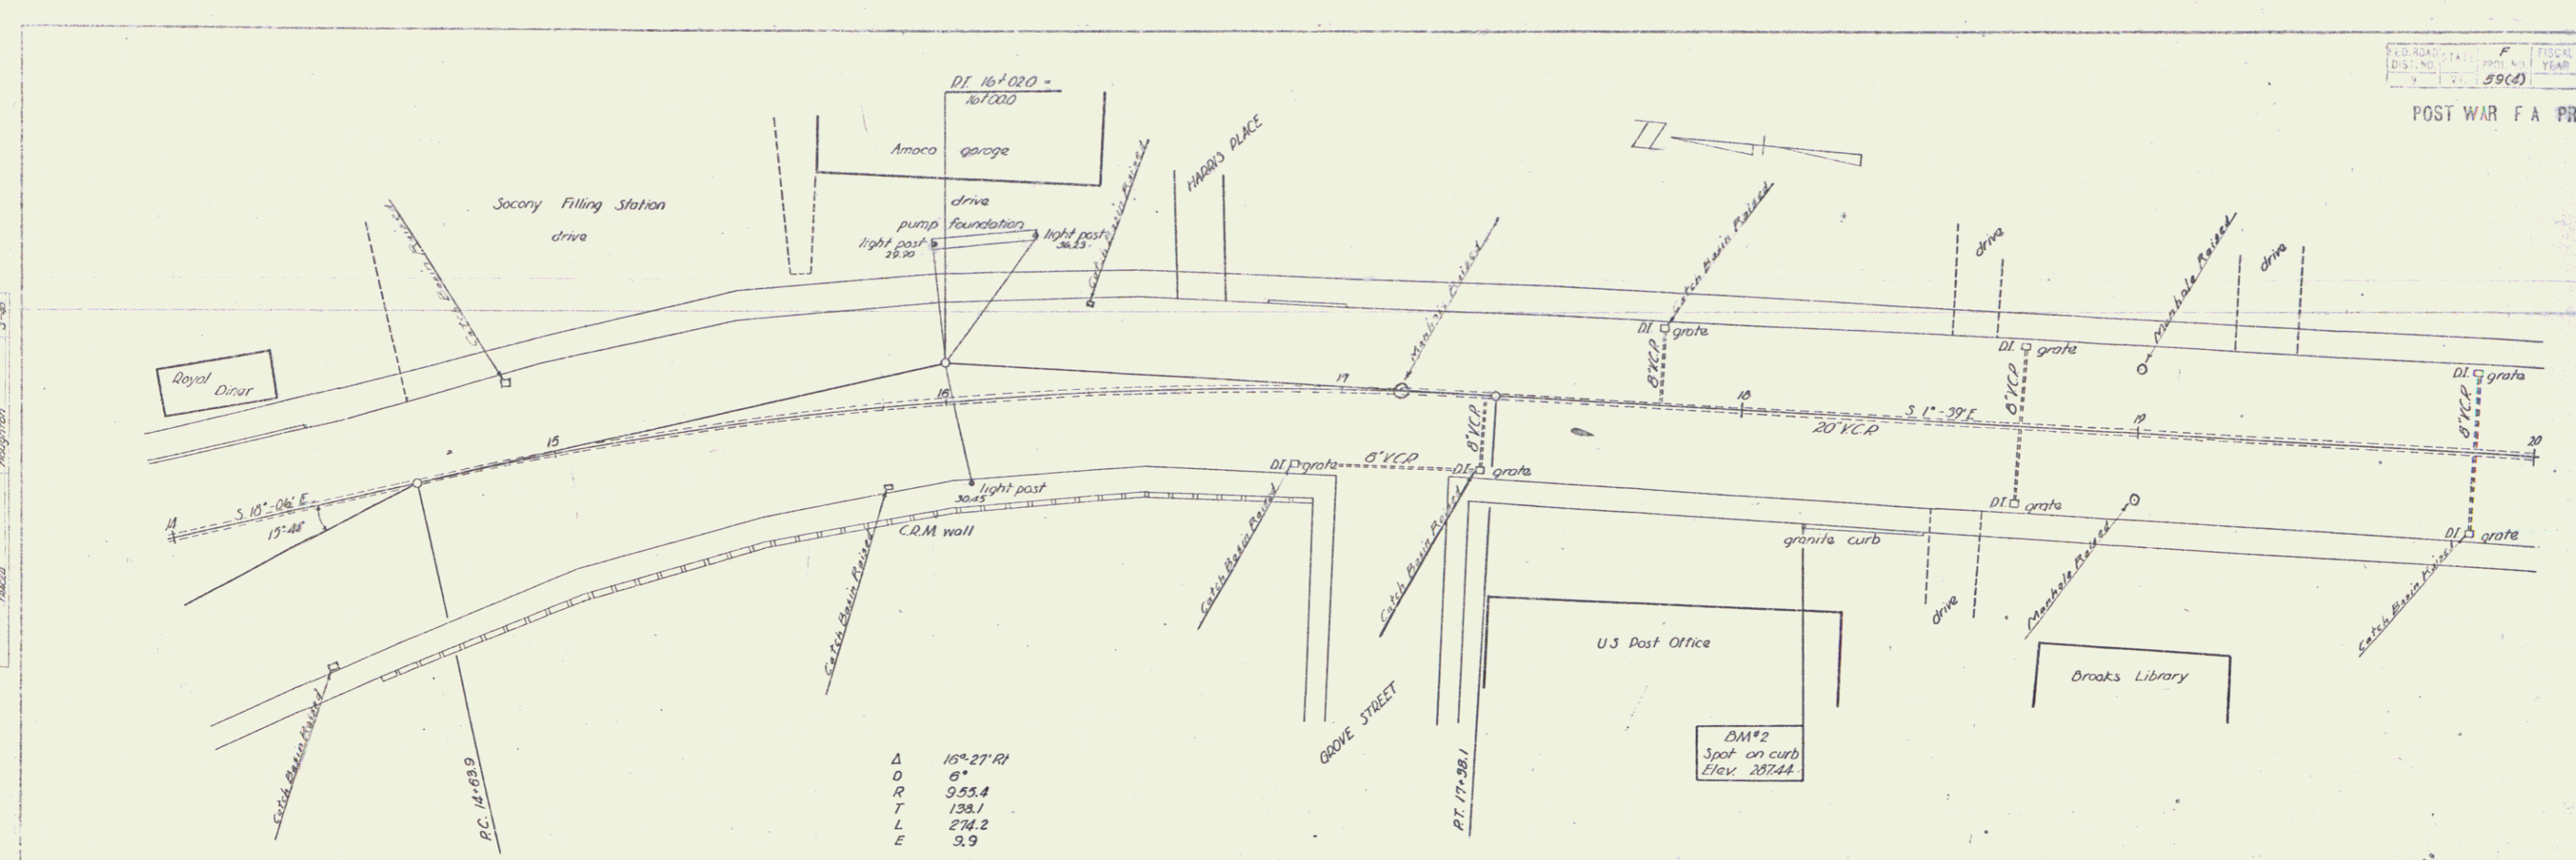 F
59(4)
POST WAR F A PR
P.I. 16+02.0 =
16+00.0
Amoco garage
drive
pump foundation
light post
29.90
light post
36.23
Socony Filling Station
drive
HARRIS PLACE
Catch Basin Raised
Catch Basin Raised
Manhole Raised
Catch Basin Raised
Manhole Raised
drive
drive
Royal
Diner
D.I. grate
D.I. grate
D.I. grate
8" V.C.P.
8" V.C.P.
8" V.C.P.
8" V.C.P.
14
15
16
17
18
19
20
S 18°-06' E
15°-44'
S 1°-39' E
20" V.C.P.
D.I. grate
8" V.C.P.
D.I. grate
light post
30.45
C.R.M. wall
D.I. grate
D.I. grate
granite curb
drive
Catch Basin Raised
Catch Basin Raised
Catch Basin Raised
Catch Basin Raised
Manhole Raised
Catch Basin Raised
U S Post Office
Brooks Library
GROVE STREET
BM#2
Spot on curb
Elev. 287.44
P.C. 14+63.9
P.T. 17+38.1
Δ 16°-27' Rt
D 6°
R 955.4
T 138.1
L 274.2
E 9.9